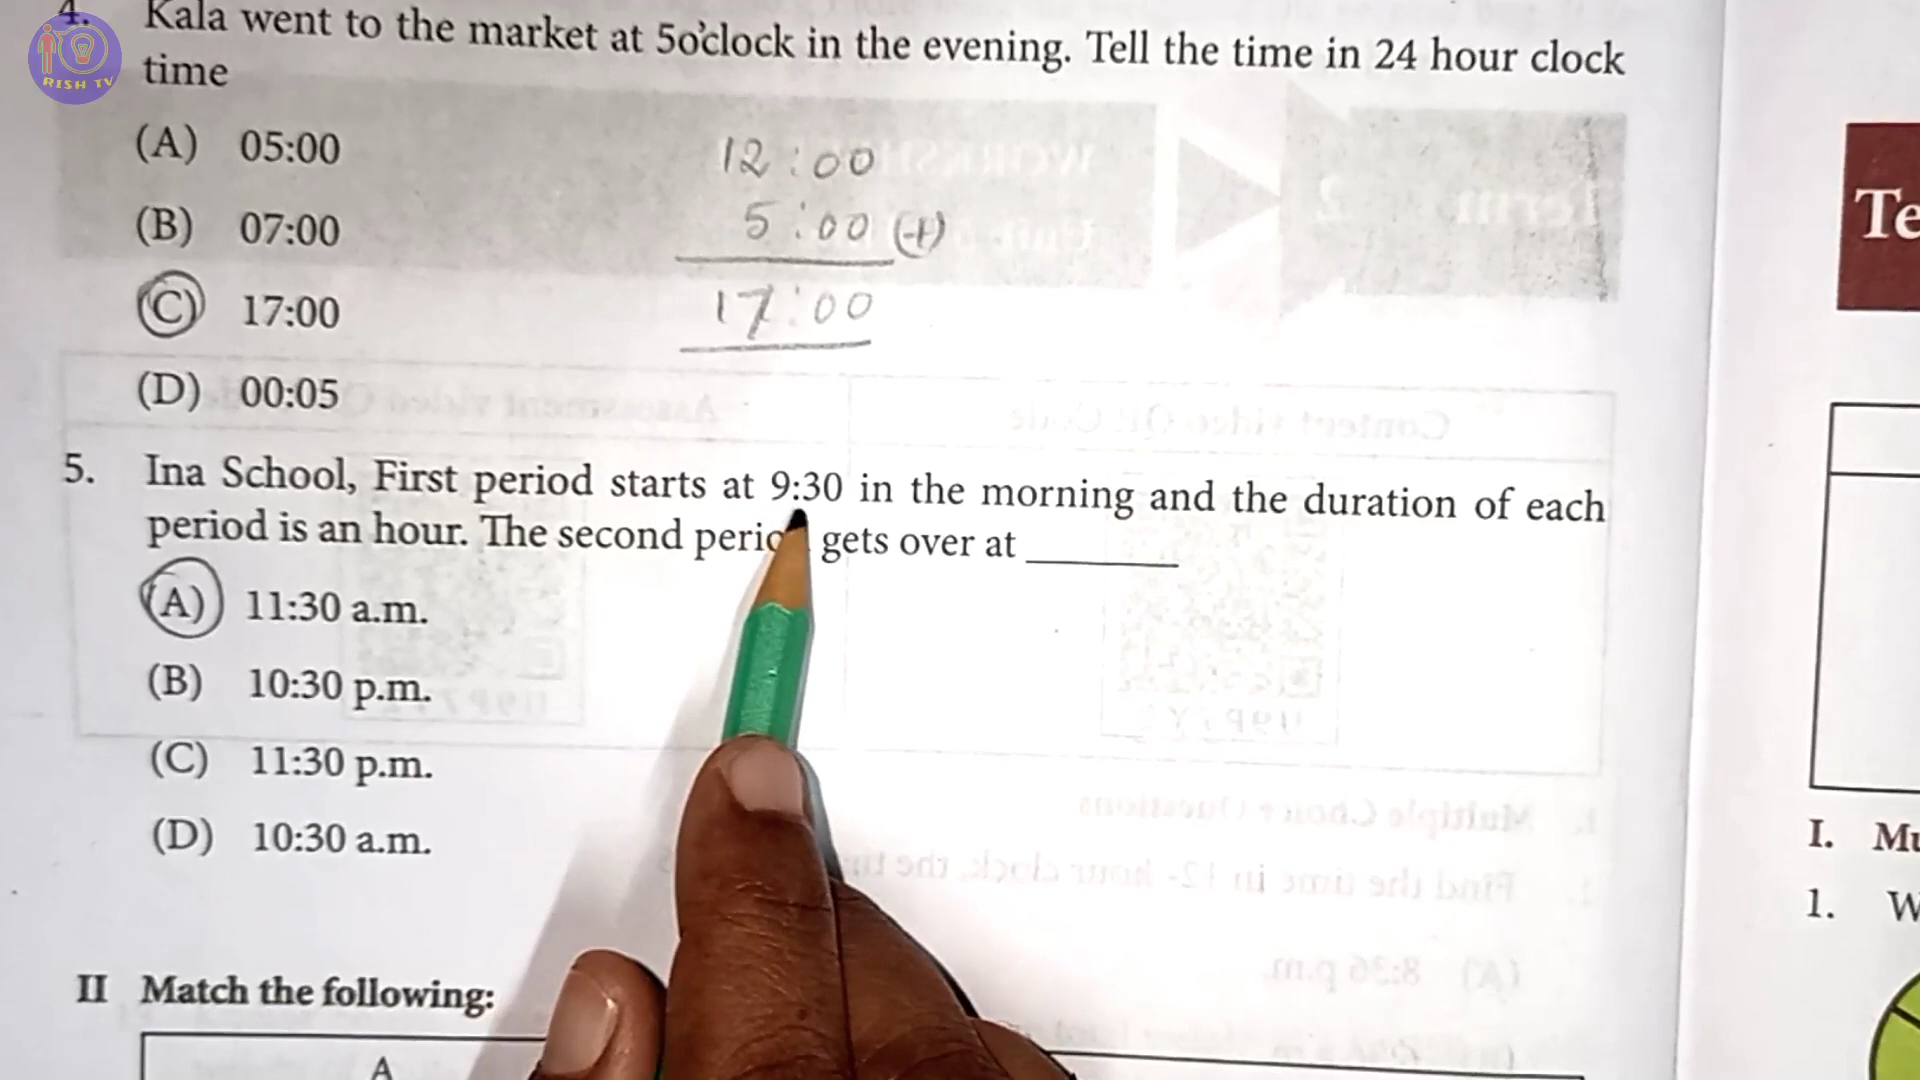 4. Kala went to the market at 5o'clock in the evening. Tell the time in 24 hour clock
time
RISH TV
(A) 05:00
12:00
(B) 07:00
5:00 (+)
(C) 17:00
17:00
(D) 00:05
5. Ina School, First period starts at 9:30 in the morning and the duration of each
period is an hour. The second gets over at ________
(A) 11:30 a.m.
(B) 10:30 p.m.
(C) 11:30 p.m.
(D) 10:30 a.m.
II Match the following:
A
Te
I. Mu
1. W